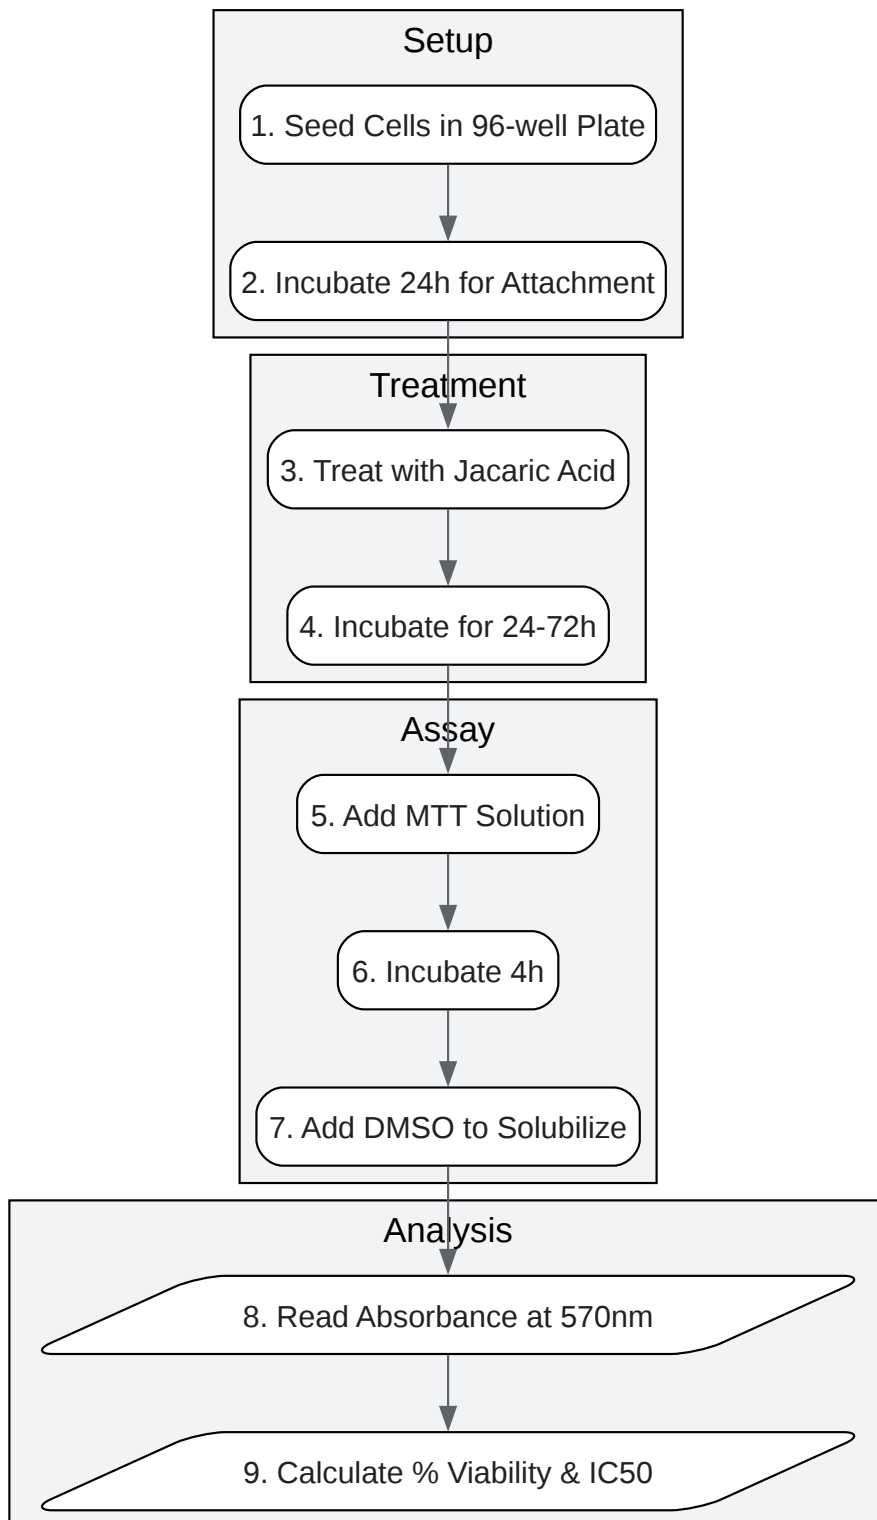 Setup
1. Seed Cells in 96-well Plate
2. Incubate 24h for Attachment
Treatment
3. Treat with Jacaric Acid
4. Incubate for 24-72h
Assay
5. Add MTT Solution
6. Incubate 4h
7. Add DMSO to Solubilize
Analysis
8. Read Absorbance at 570nm
9. Calculate % Viability & IC50